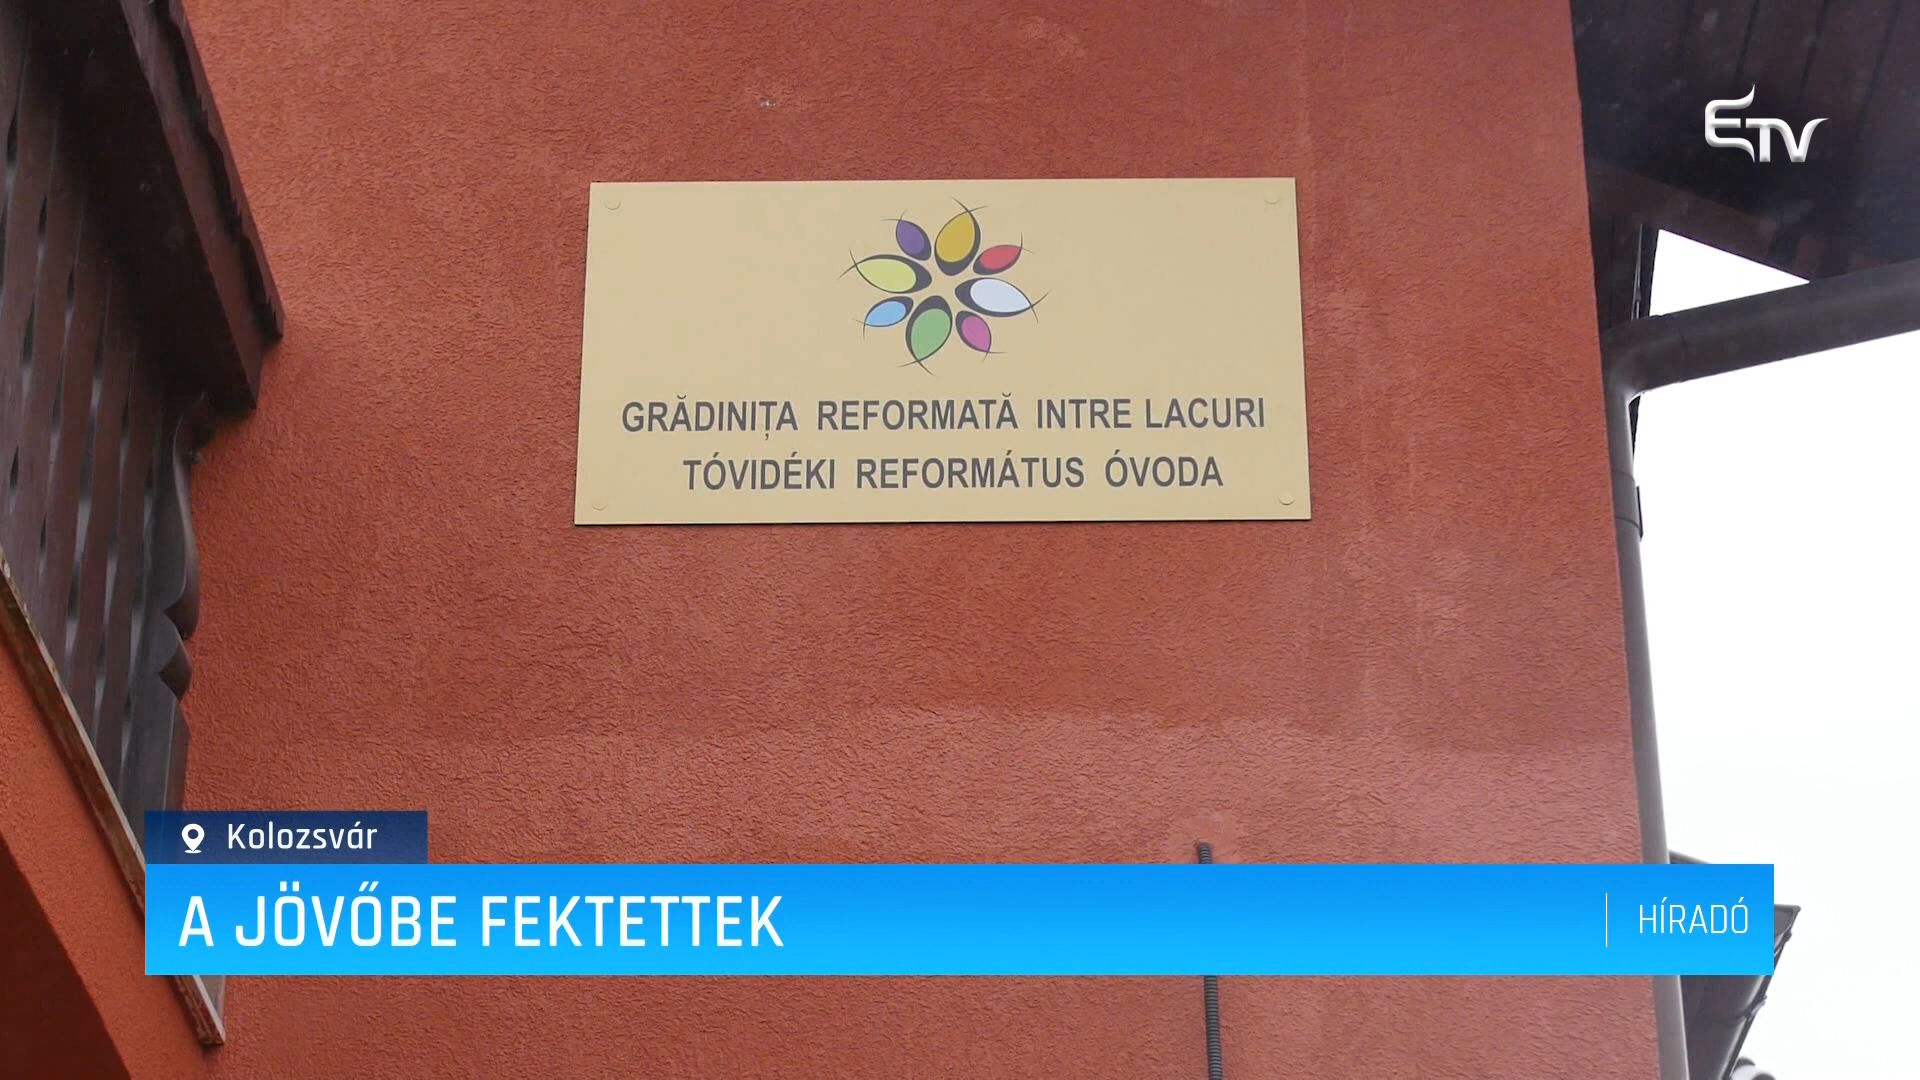 ETV
GRĂDINIȚA REFORMATĂ INTRE LACURI
TÓVIDÉKI REFORMÁTUS ÓVODA
Kolozsvár
A JÖVŐBE FEKTETTEK
HÍRADÓ